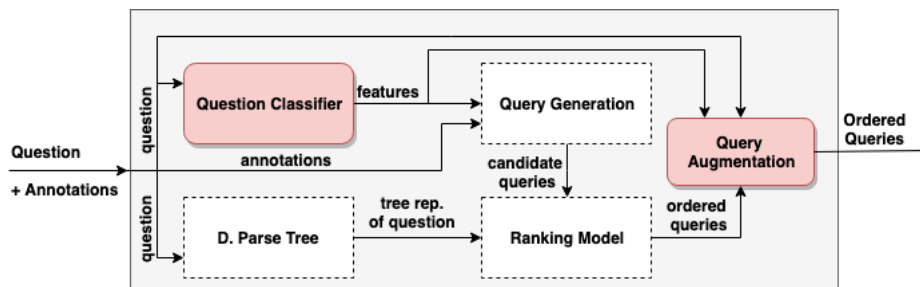 Question
+ Annotations
question
question
Question Classifier
features
annotations
Query Generation
candidate
queries
D. Parse Tree
tree rep.
of question
Ranking Model
ordered
queries
Query
Augmentation
Ordered
Queries